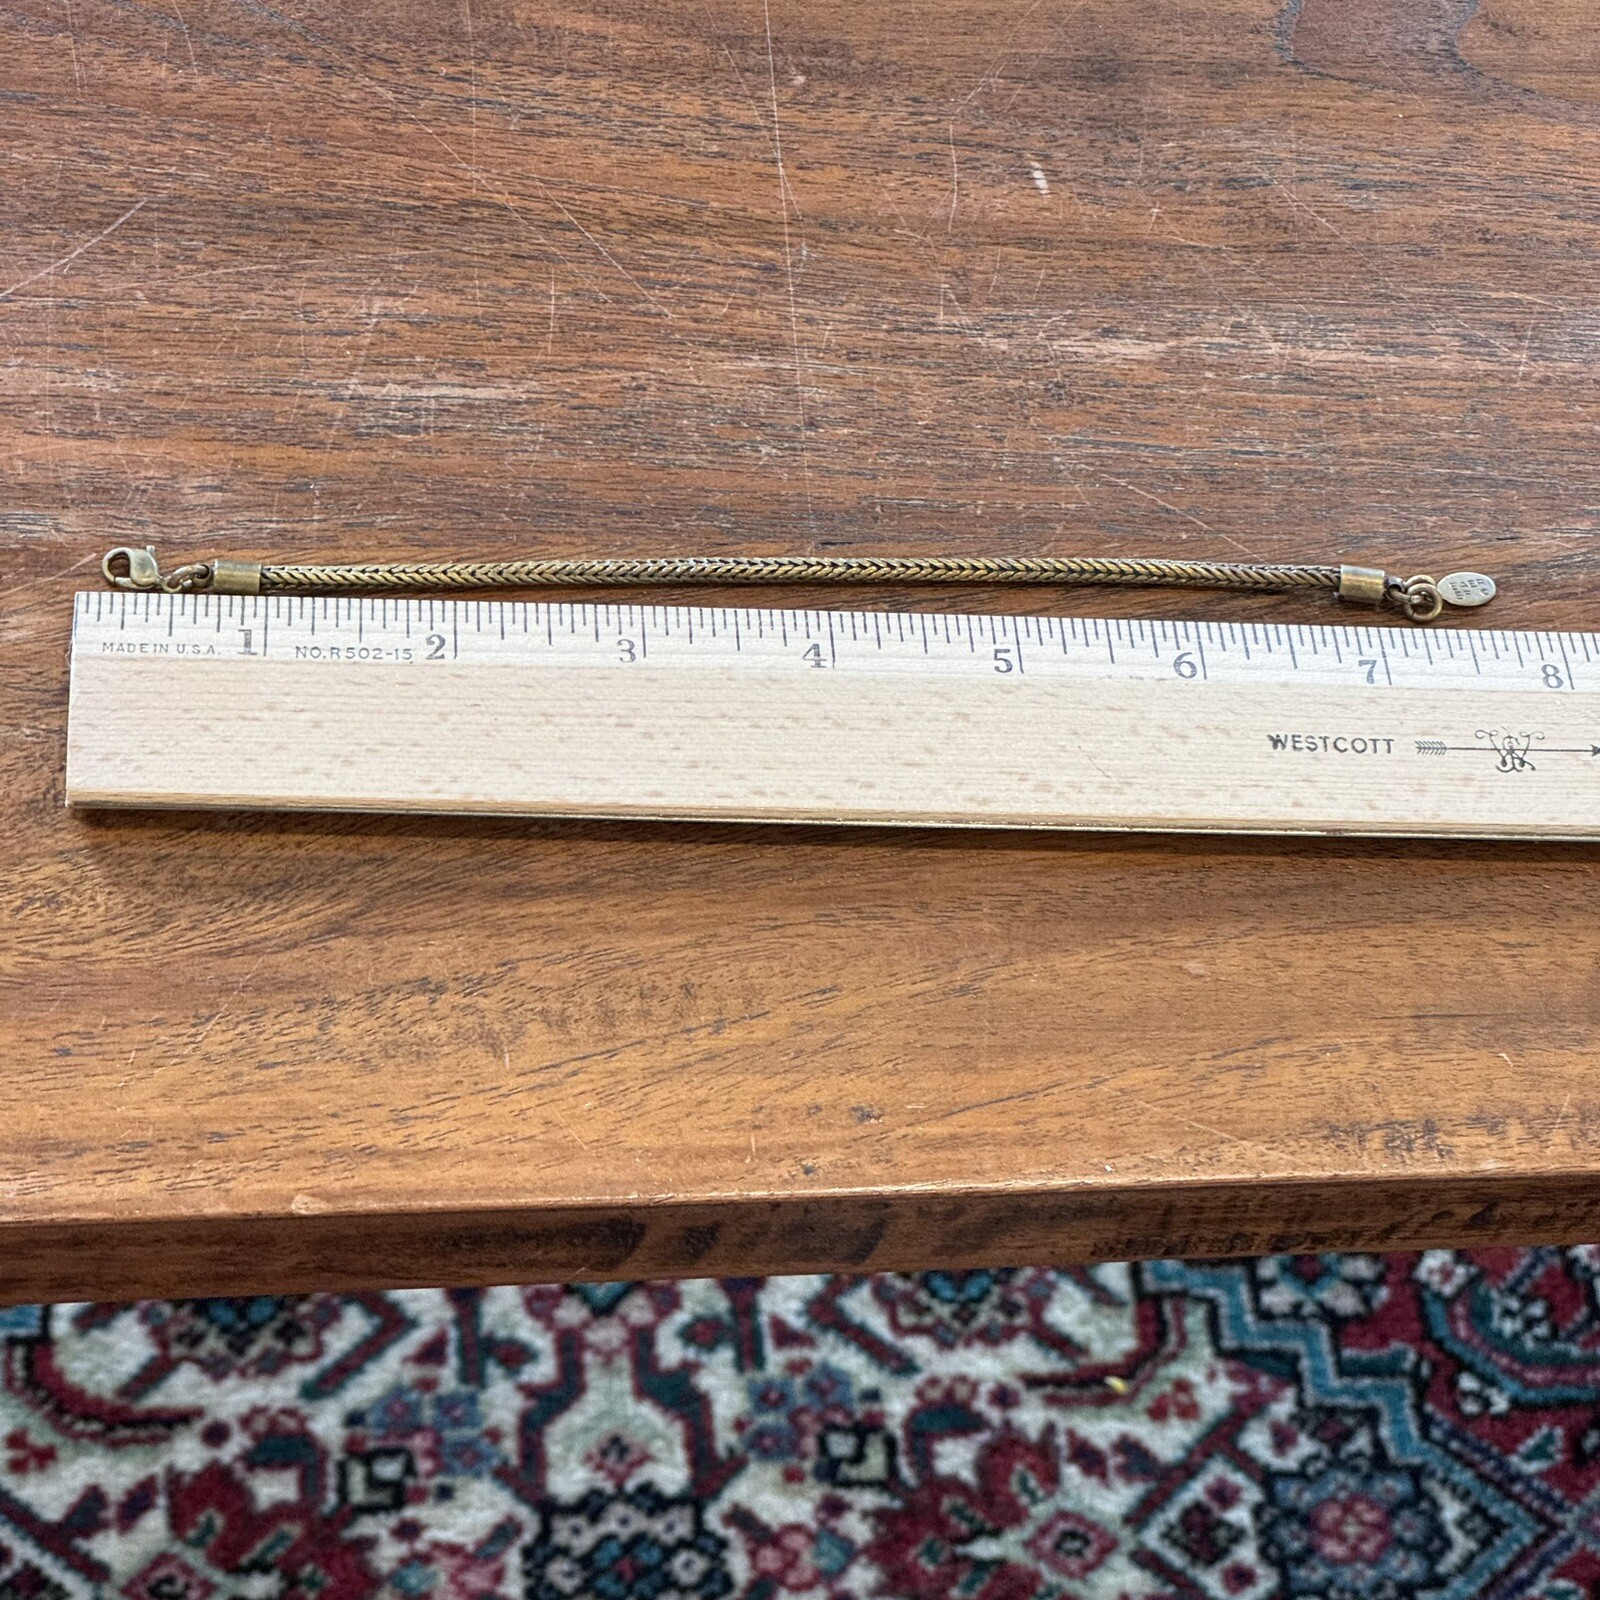 1 2 3 4 5 6 7 8
MADE IN U.S.A. NO. R502-15
WESTCOTT